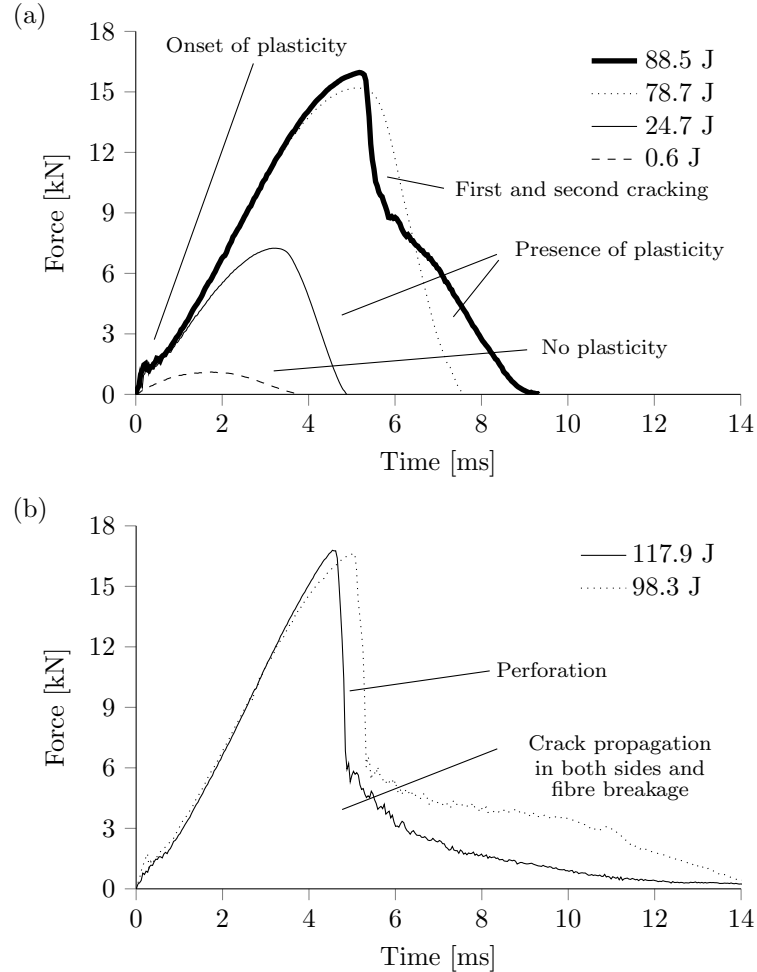 (a)
18
15
12
9
6
3
0
Force [kN]
Onset of plasticity
88.5 J
78.7 J
24.7 J
0.6 J
First and second cracking
Presence of plasticity
No plasticity
0 2 4 6 8 10 12 14
Time [ms]
(b)
18
15
12
9
6
3
0
Force [kN]
117.9 J
98.3 J
Perforation
Crack propagation
in both sides and
fibre breakage
0 2 4 6 8 10 12 14
Time [ms]